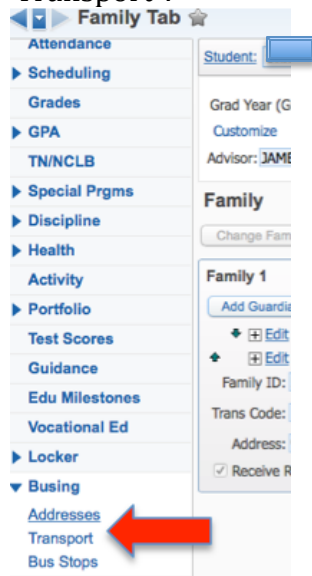 Transport".
Family Tab
Attendance
Scheduling
Grades
GPA
TN/NCLB
Special Prgms
Discipline
Health
Activity
Portfolio
Test Scores
Guidance
Edu Milestones
Vocational Ed
Locker
Busing
Addresses
Transport
Bus Stops
Student:
Grad Year (G
Customize
Advisor: JAME
Family
Change Fam
Family 1
Add Guardia
Edit
Edit
Family ID:
Trans Code:
Address:
Receive R